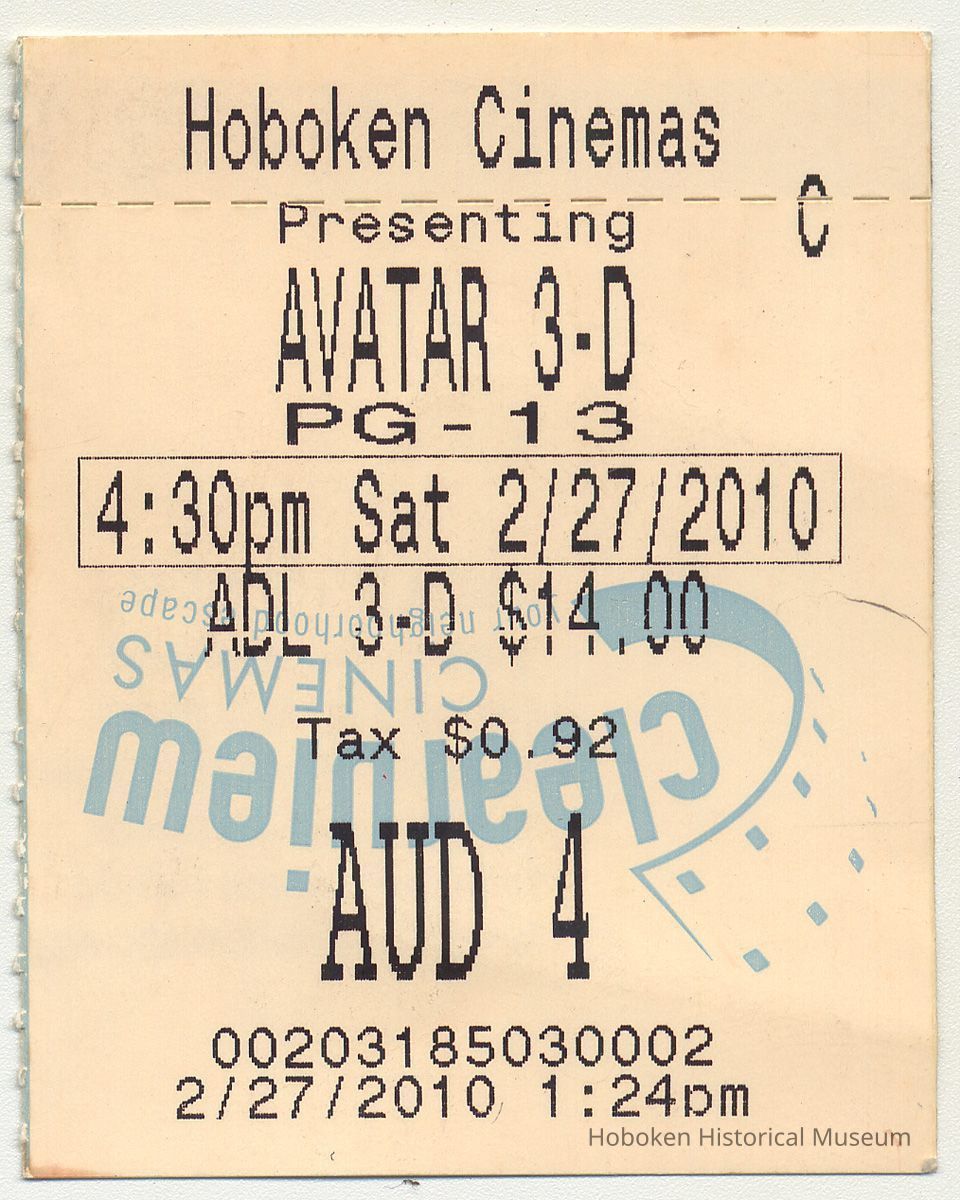 Hoboken Cinemas
C
Presenting
AVATAR 3-D
PG-13
4:30pm Sat 2/27/2010
ADL 3-D $14.00
your neighborhood escape
CINEMAS
Tax $0.92
clearview
AUD 4
00203185030002
2/27/2010 1:24pm
Hoboken Historical Museum